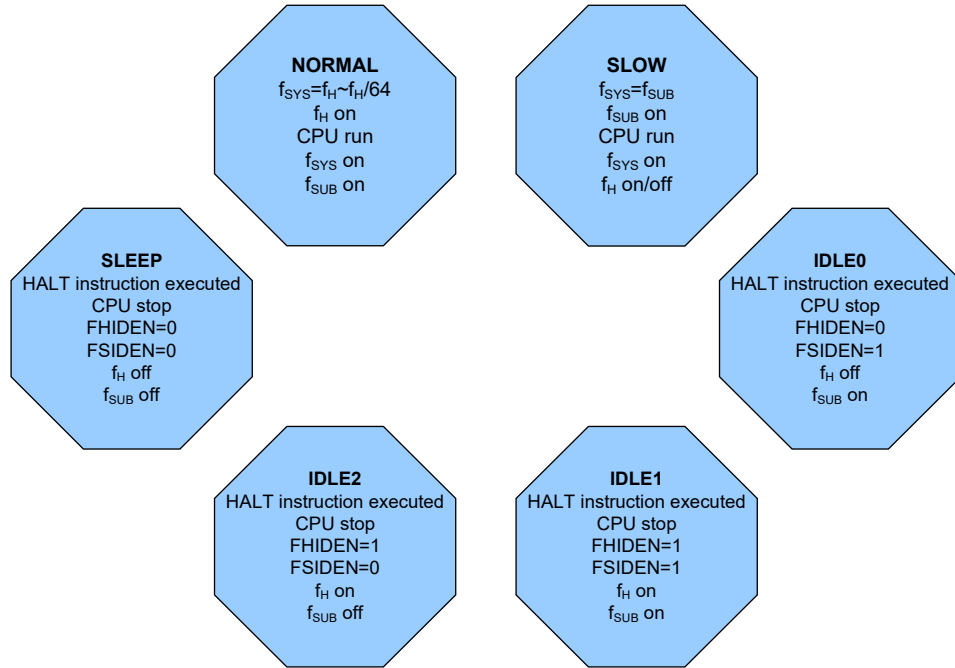 NORMAL
fSYS=fH~fH/64
fH on
CPU run
fSYS on
fSUB on
SLOW
fSYS=fSUB
fSUB on
CPU run
fSYS on
fH on/off
SLEEP
HALT instruction executed
CPU stop
FHIDEN=0
FSIDEN=0
fH off
fSUB off
IDLE0
HALT instruction executed
CPU stop
FHIDEN=0
FSIDEN=1
fH off
fSUB on
IDLE2
HALT instruction executed
CPU stop
FHIDEN=1
FSIDEN=0
fH on
fSUB off
IDLE1
HALT instruction executed
CPU stop
FHIDEN=1
FSIDEN=1
fH on
fSUB on